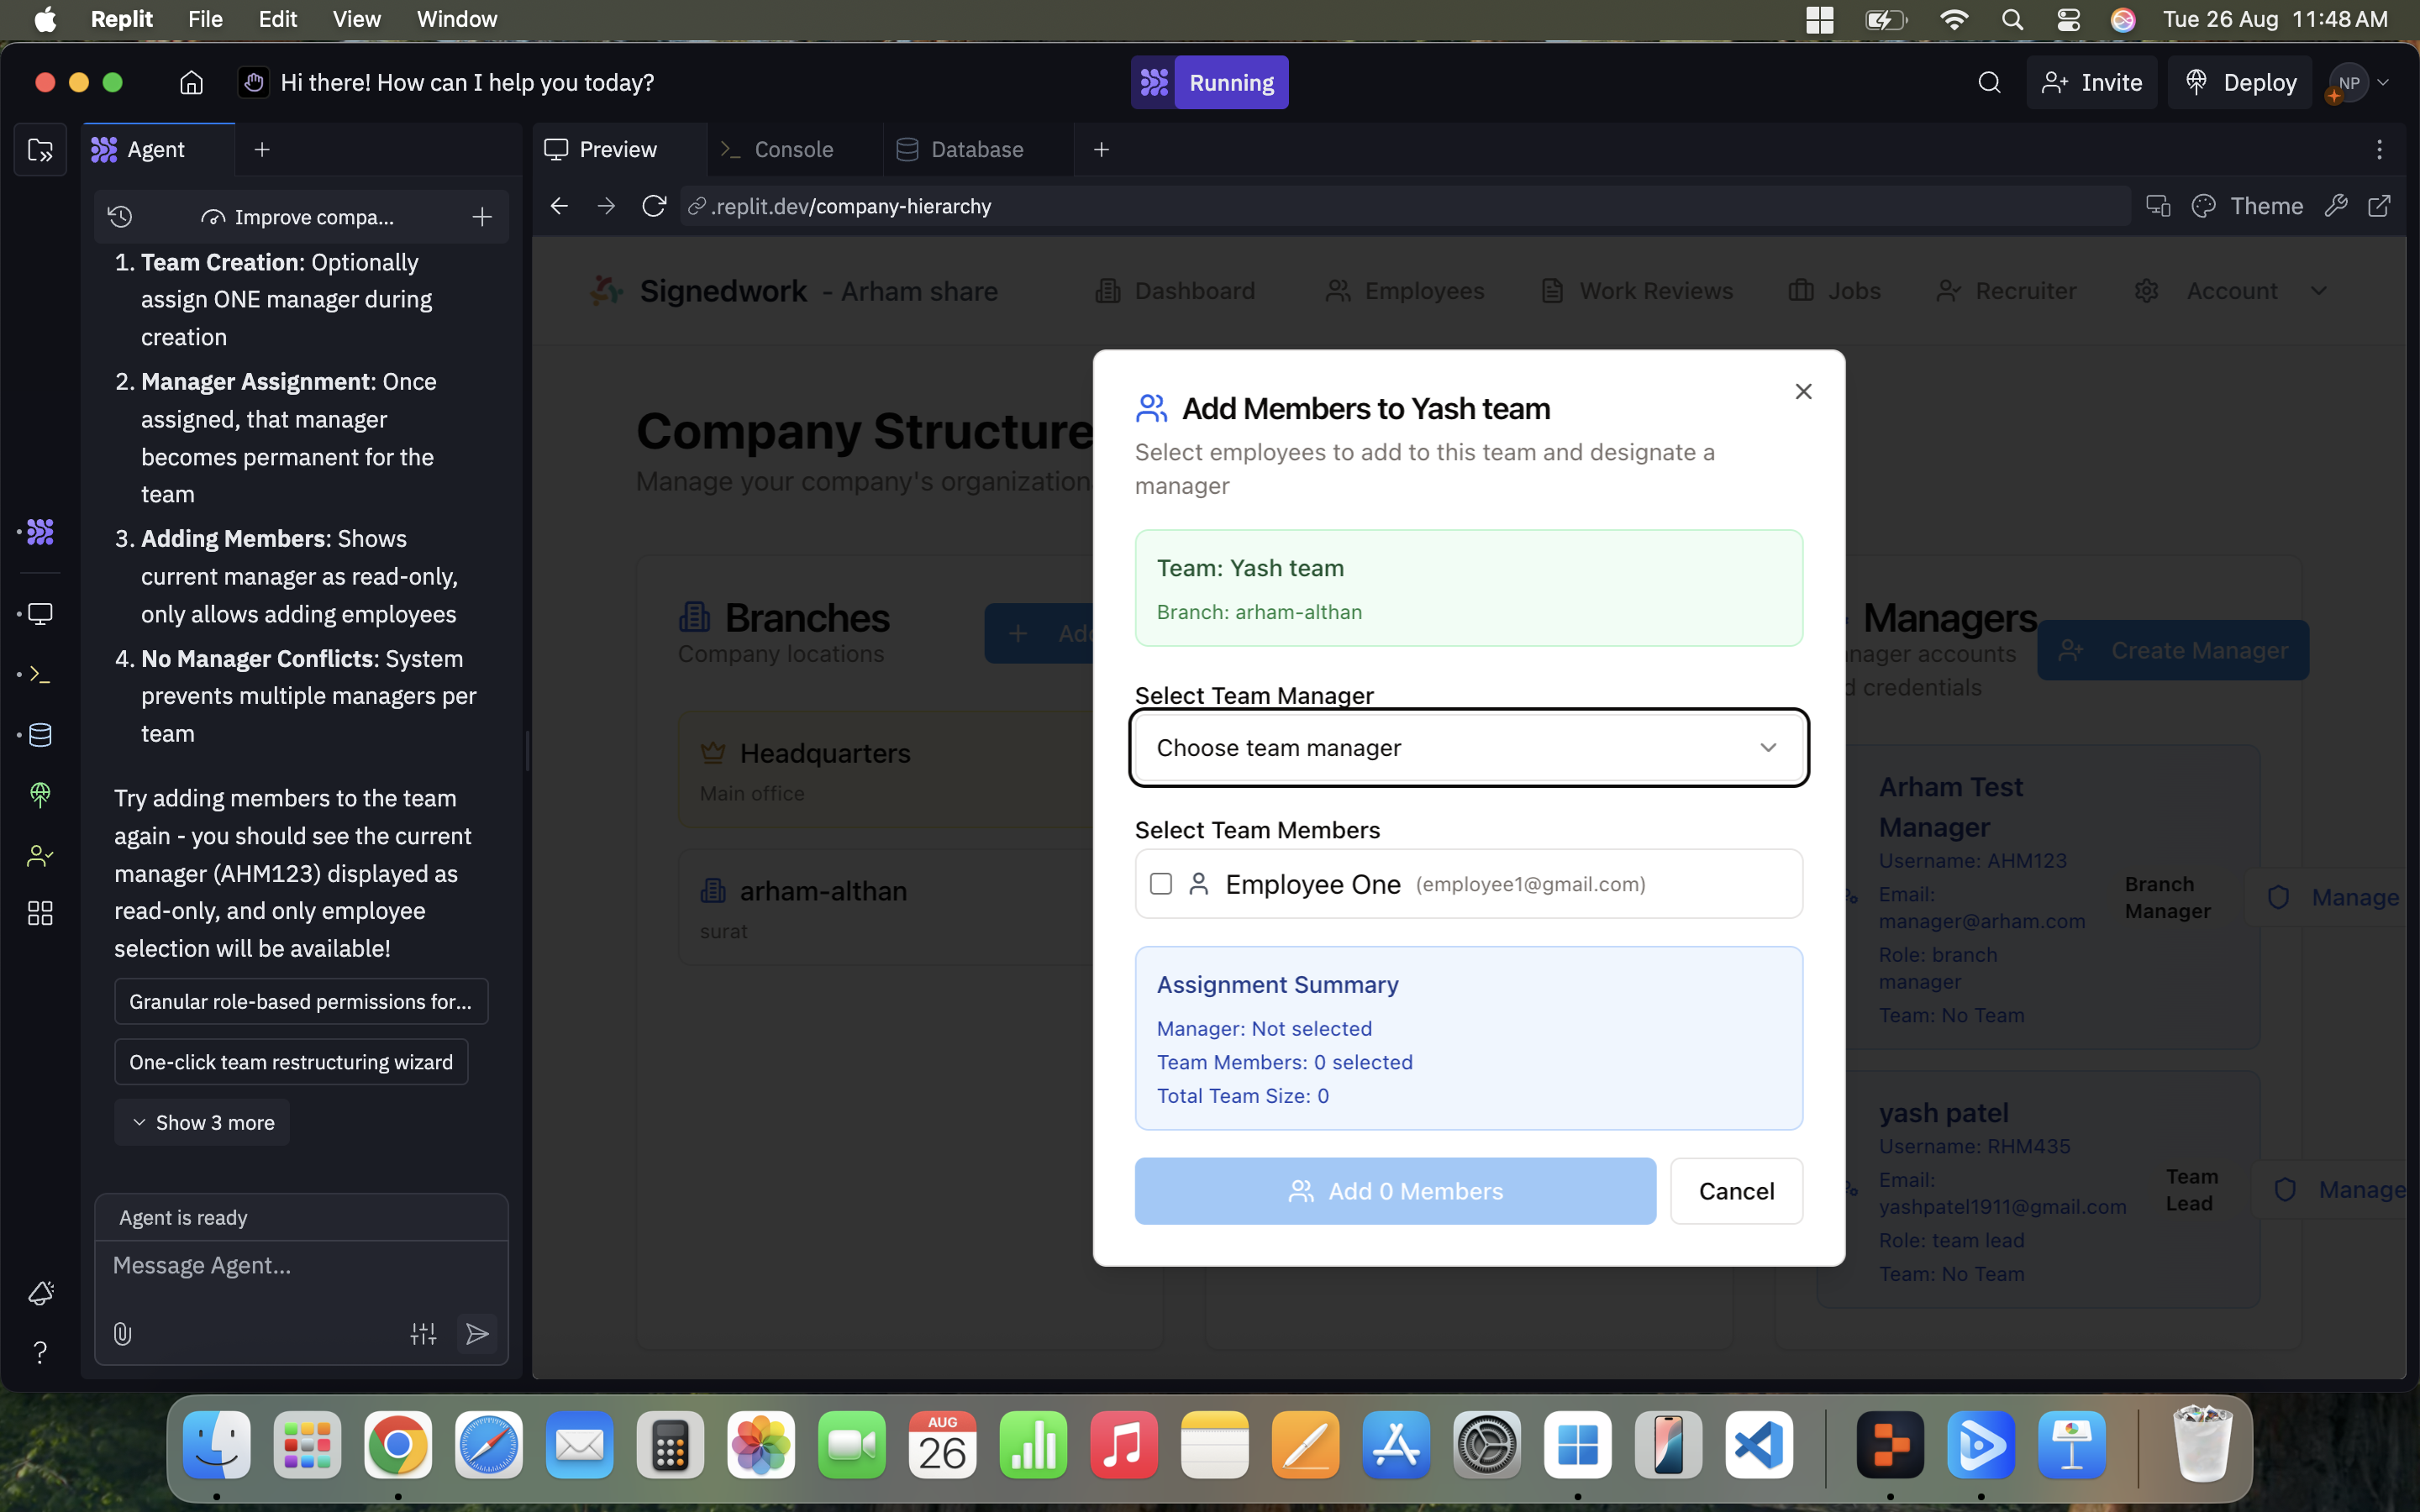 Replit File Edit View Window
Tue 26 Aug 11:48 AM
Hi there! How can I help you today?
Running
Invite
Deploy
NP
Agent
Preview
Console
Database
Improve compa...
.replit.dev/company-hierarchy
Theme
1. Team Creation: Optionally
assign ONE manager during
creation
2. Manager Assignment: Once
assigned, that manager
becomes permanent for the
team
3. Adding Members: Shows
current manager as read-only,
only allows adding employees
4. No Manager Conflicts: System
prevents multiple managers per
team
Try adding members to the team
again - you should see the current
manager (AHM123) displayed as
read-only, and only employee
selection will be available!
Granular role-based permissions for...
One-click team restructuring wizard
Show 3 more
Agent is ready
Message Agent...
Signedwork - Arham share
Dashboard
Employees
Work Reviews
Jobs
Recruiter
Account
Company Structure
Manage your company's organization
Branches
Company locations
Add
Headquarters
Main office
arham-althan
surat
Add Members to Yash team
Select employees to add to this team and designate a
manager
Team: Yash team
Branch: arham-althan
Select Team Manager
Choose team manager
Select Team Members
Employee One (employee1@gmail.com)
Assignment Summary
Manager: Not selected
Team Members: 0 selected
Total Team Size: 0
Add 0 Members
Cancel
Managers
nager accounts
d credentials
Create Manager
Arham Test
Manager
Username: AHM123
Email:
manager@arham.com
Role: branch
manager
Team: No Team
Branch
Manager
Manage
yash patel
Username: RHM435
Email:
yashpatel1911@gmail.com
Role: team lead
Team: No Team
Team
Lead
Manage
AUG
26